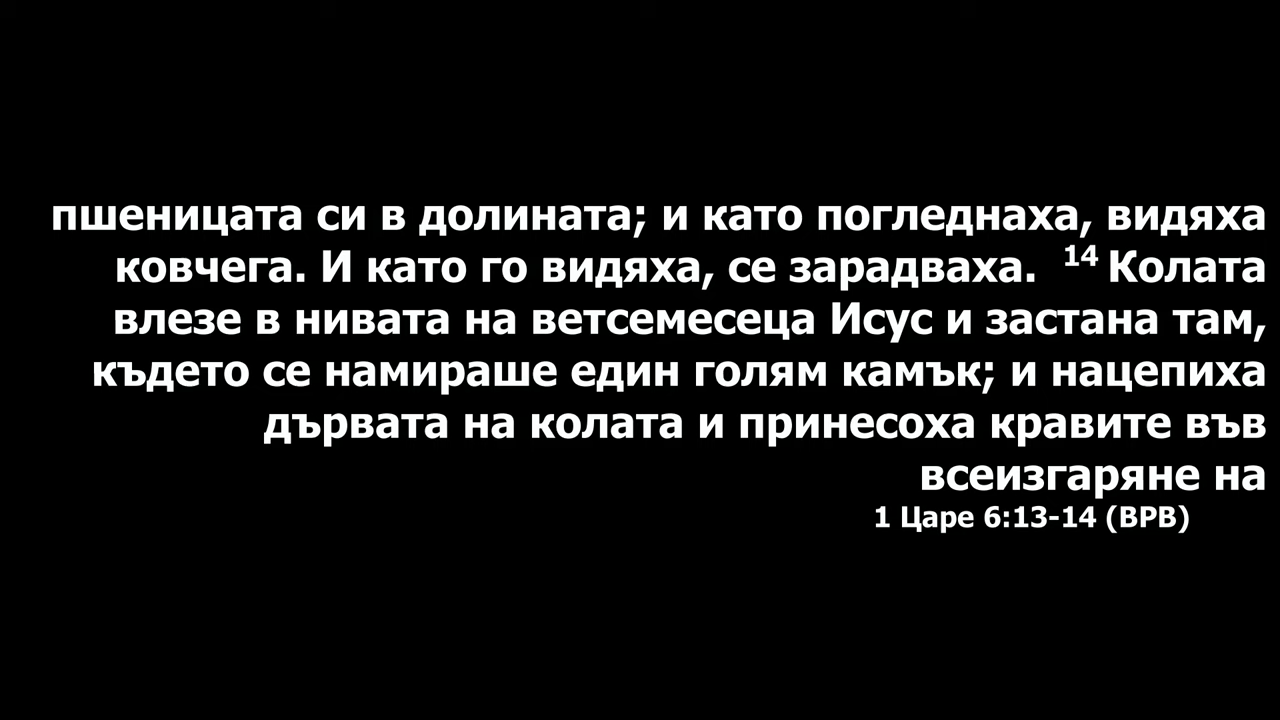 пшеницата си в долината; и като погледнаха, видяха
ковчега. И като го видяха, се зарадваха. 14 Колата
влезе в нивата на ветсемесеца Исус и застана там,
където се намираше един голям камък; и нацепиха
дървата на колата и принесоха кравите във
всеизгаряне на
1 Царе 6:13-14 (ВРВ)